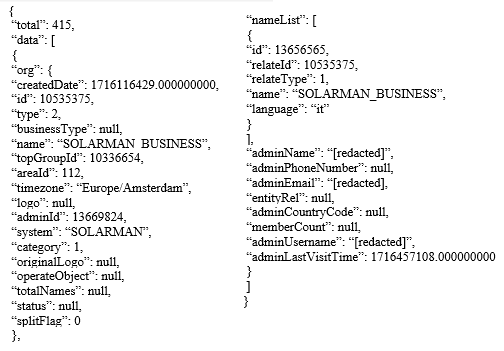 {
“total”: 415,
“data”: [
{
“org”: {
“createdDate”: 1716116429.000000000,
“id”: 10535375,
“type”: 2,
“businessType”: null,
“name”: “SOLARMAN BUSINESS”,
“topGroupId”: 10336654,
“areaId”: 112,
“timezone”: “Europe/Amsterdam”,
“logo”: null,
“adminId”: 13669824,
“system”: “SOLARMAN”,
“category”: 1,
“originalLogo”: null,
“operateObject”: null,
“totalNames”: null,
“status”: null,
“splitFlag”: 0
},
“nameList”: [
{
“id”: 13656565,
“relateId”: 10535375,
“relateType”: 1,
“name”: “SOLARMAN_BUSINESS”,
“language”: “it”
}
],
“adminName”: “[redacted]”,
“adminPhoneNumber”: null,
“adminEmail”: “[redacted],
“entityRel”: null,
“adminCountryCode”: null,
“memberCount”: null,
“adminUsername”: “[redacted]”,
“adminLastVisitTime”: 1716457108.000000000
}
]
}